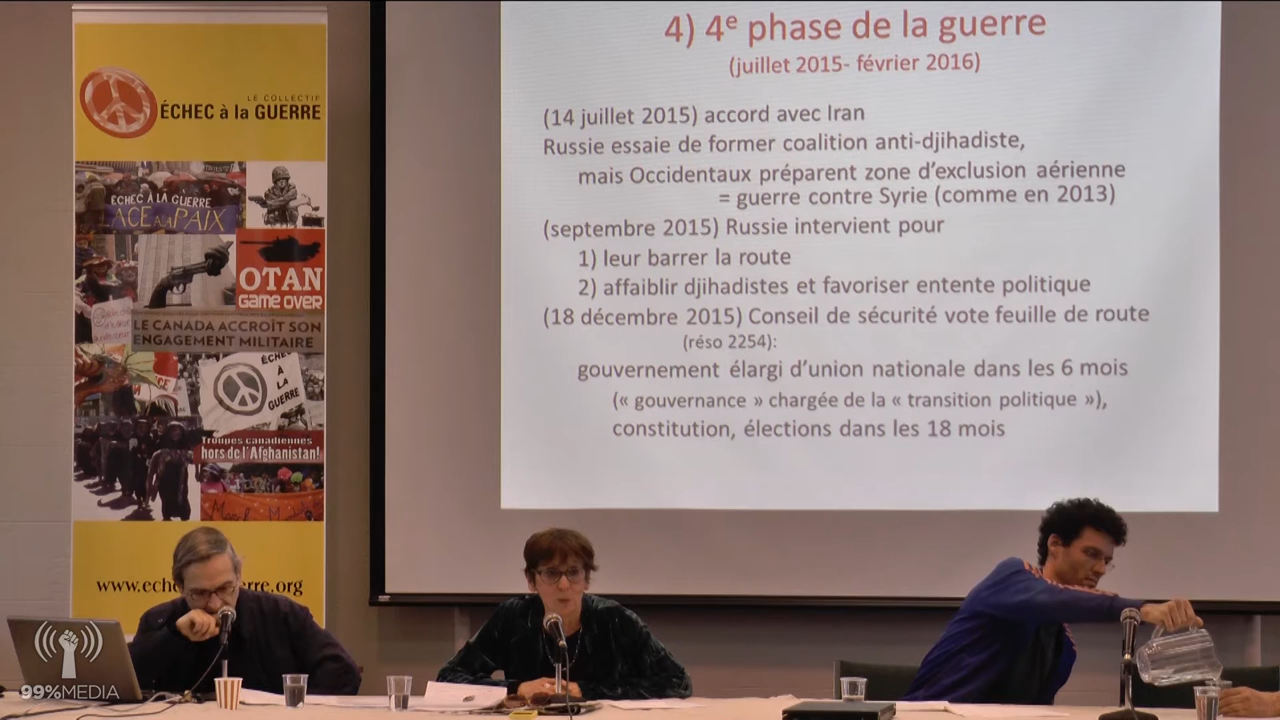 LE COLLECTIF
ÉCHEC à la GUERRE
ÉCHEC A LA GUERRE
ACE A LA PAIX
OTAN
GAME OVER
LE CANADA ACCROÎT SON
ENGAGEMENT MILITAIRE
ÉCHEC
À
LA
GUERRE
Troupes canadiennes
hors de l'Afghanistan!
www.eche
erre.org
4) 4e phase de la guerre
(juillet 2015- février 2016)
(14 juillet 2015) accord avec Iran
Russie essaie de former coalition anti-djihadiste,
mais Occidentaux préparent zone d'exclusion aérienne
= guerre contre Syrie (comme en 2013)
(septembre 2015) Russie intervient pour
1) leur barrer la route
2) affaiblir djihadistes et favoriser entente politique
(18 décembre 2015) Conseil de sécurité vote feuille de route
(réso 2254):
gouvernement élargi d'union nationale dans les 6 mois
(« gouvernance » chargée de la « transition politique »),
constitution, élections dans les 18 mois
99%MEDIA